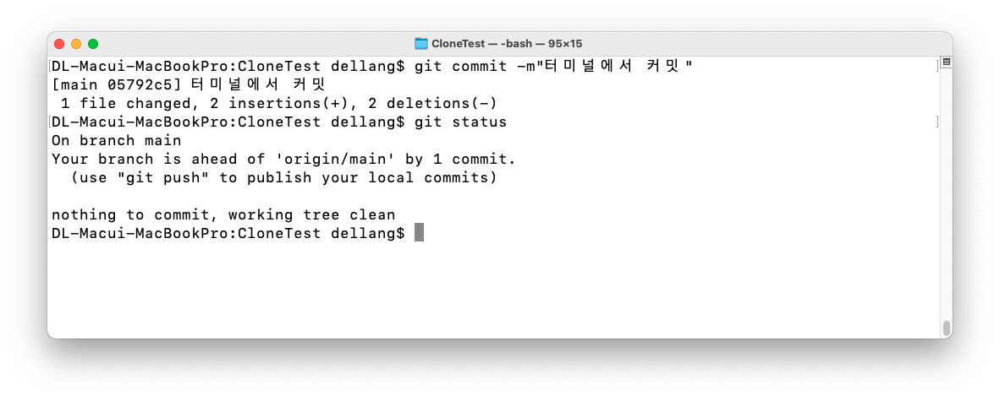 CloneTest — -bash — 95×15
DL-Macui-MacBookPro:CloneTest dellang$ git commit -m"터미널에서 커밋"
[main 05792c5] 터미널에서 커밋
 1 file changed, 2 insertions(+), 2 deletions(-)
DL-Macui-MacBookPro:CloneTest dellang$ git status
On branch main
Your branch is ahead of 'origin/main' by 1 commit.
  (use "git push" to publish your local commits)

nothing to commit, working tree clean
DL-Macui-MacBookPro:CloneTest dellang$